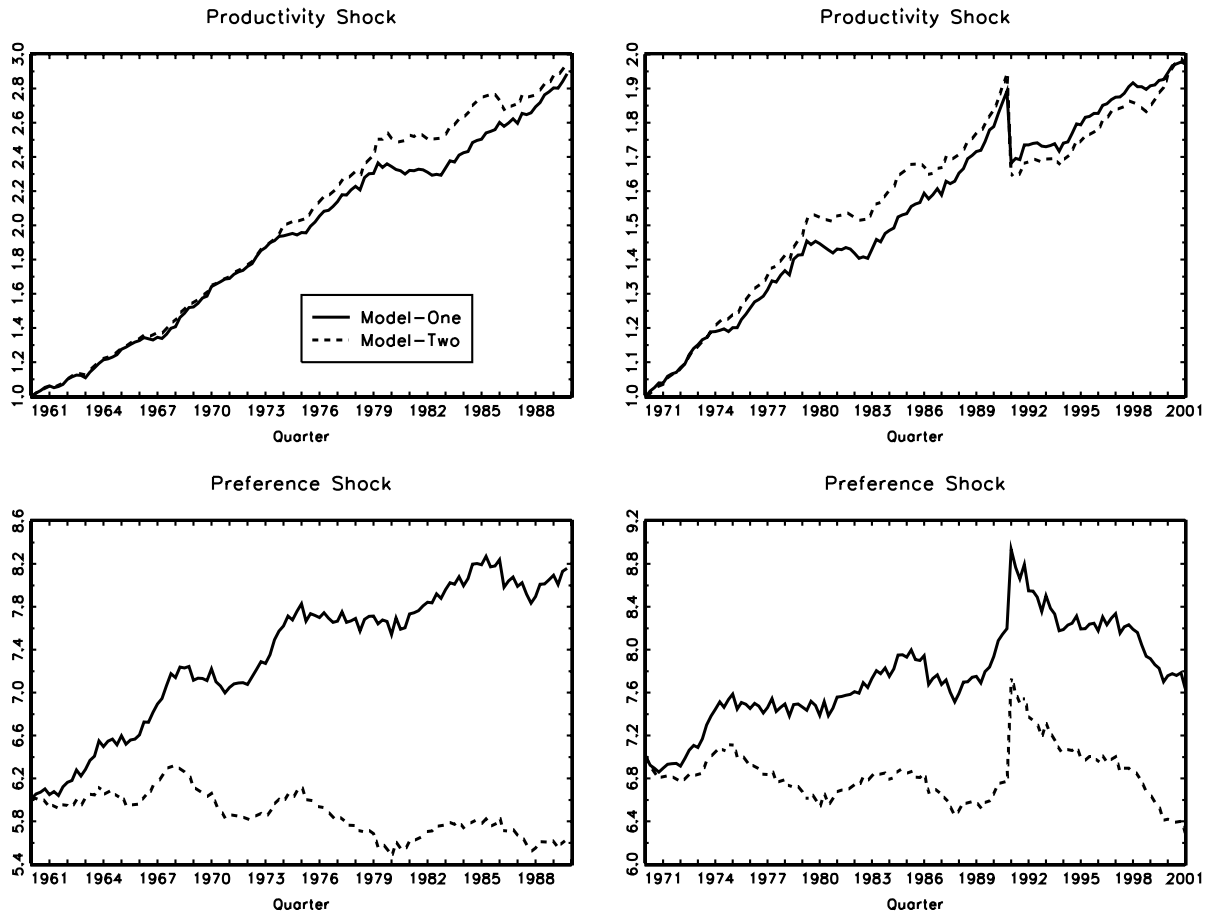 Productivity Shock
3.0
2.8
2.6
2.4
2.2
2.0
1.8
1.6
1.4
1.2
1.0
Model-One
Model-Two
1961 1964 1967 1970 1973 1976 1979 1982 1985 1988
Quarter
Productivity Shock
2.0
1.9
1.8
1.7
1.6
1.5
1.4
1.3
1.2
1.1
1.0
1971 1974 1977 1980 1983 1986 1989 1992 1995 1998 2001
Quarter
Preference Shock
8.6
8.2
7.8
7.4
7.0
6.6
6.2
5.8
5.4
1961 1964 1967 1970 1973 1976 1979 1982 1985 1988
Quarter
Preference Shock
9.2
8.8
8.4
8.0
7.6
7.2
6.8
6.4
6.0
1971 1974 1977 1980 1983 1986 1989 1992 1995 1998 2001
Quarter